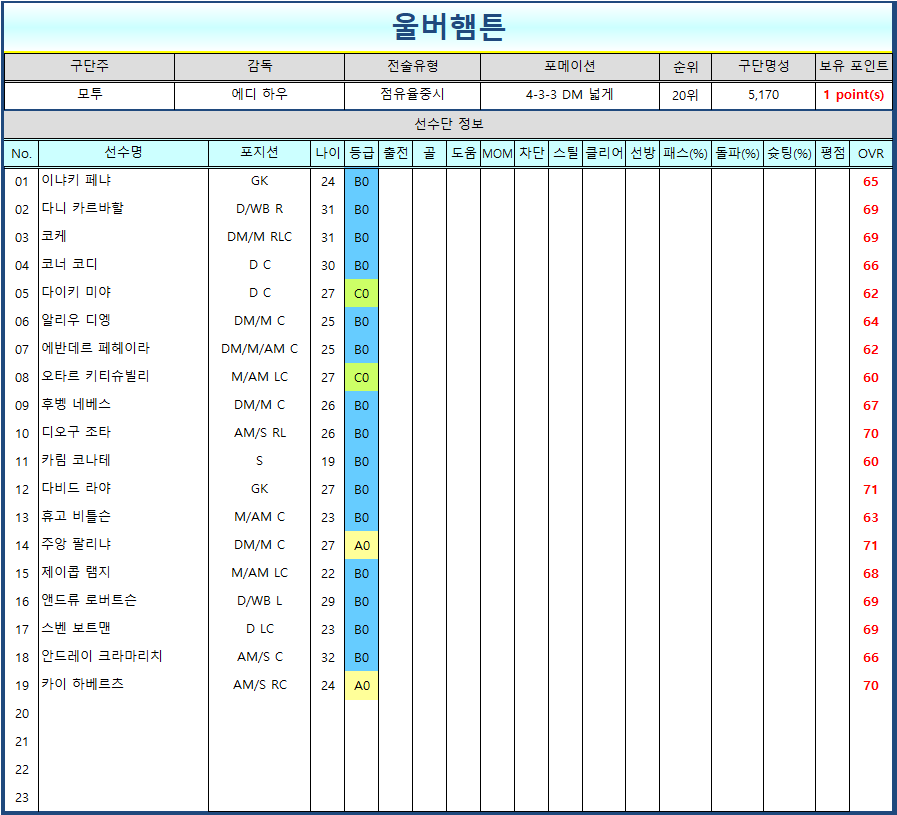 울버햄튼
구단주 감독 전술유형 포메이션 순위 구단명성 보유 포인트
모투 에디 하우 점유율중시 4-3-3 DM 넓게 20위 5,170 1 point(s)
선수단 정보
No. 선수명 포지션 나이 등급 출전 골 도움 MOM 차단 스틸 클리어 선방 패스(%) 돌파(%) 슛팅(%) 평점 OVR
01 이냐키 페냐 GK 24 B0 65
02 다니 카르바할 D/WB R 31 B0 69
03 코케 DM/M RLC 31 B0 69
04 코너 코디 D C 30 B0 66
05 다이키 미야 D C 27 C0 62
06 알리우 디엥 DM/M C 25 B0 64
07 에반데르 페헤이라 DM/M/AM C 25 B0 62
08 오타르 키티슈빌리 M/AM LC 27 C0 60
09 후벵 네베스 DM/M C 26 B0 67
10 디오구 조타 AM/S RL 26 B0 70
11 카림 코나테 S 19 B0 60
12 다비드 라야 GK 27 B0 71
13 휴고 비틀슨 M/AM C 23 B0 63
14 주앙 팔리냐 DM/M C 27 A0 71
15 제이콥 램지 M/AM LC 22 B0 68
16 앤드류 로버트슨 D/WB L 29 B0 69
17 스벤 보트맨 D LC 23 B0 69
18 안드레이 크라마리치 AM/S C 32 B0 66
19 카이 하베르츠 AM/S RC 24 A0 70
20
21
22
23